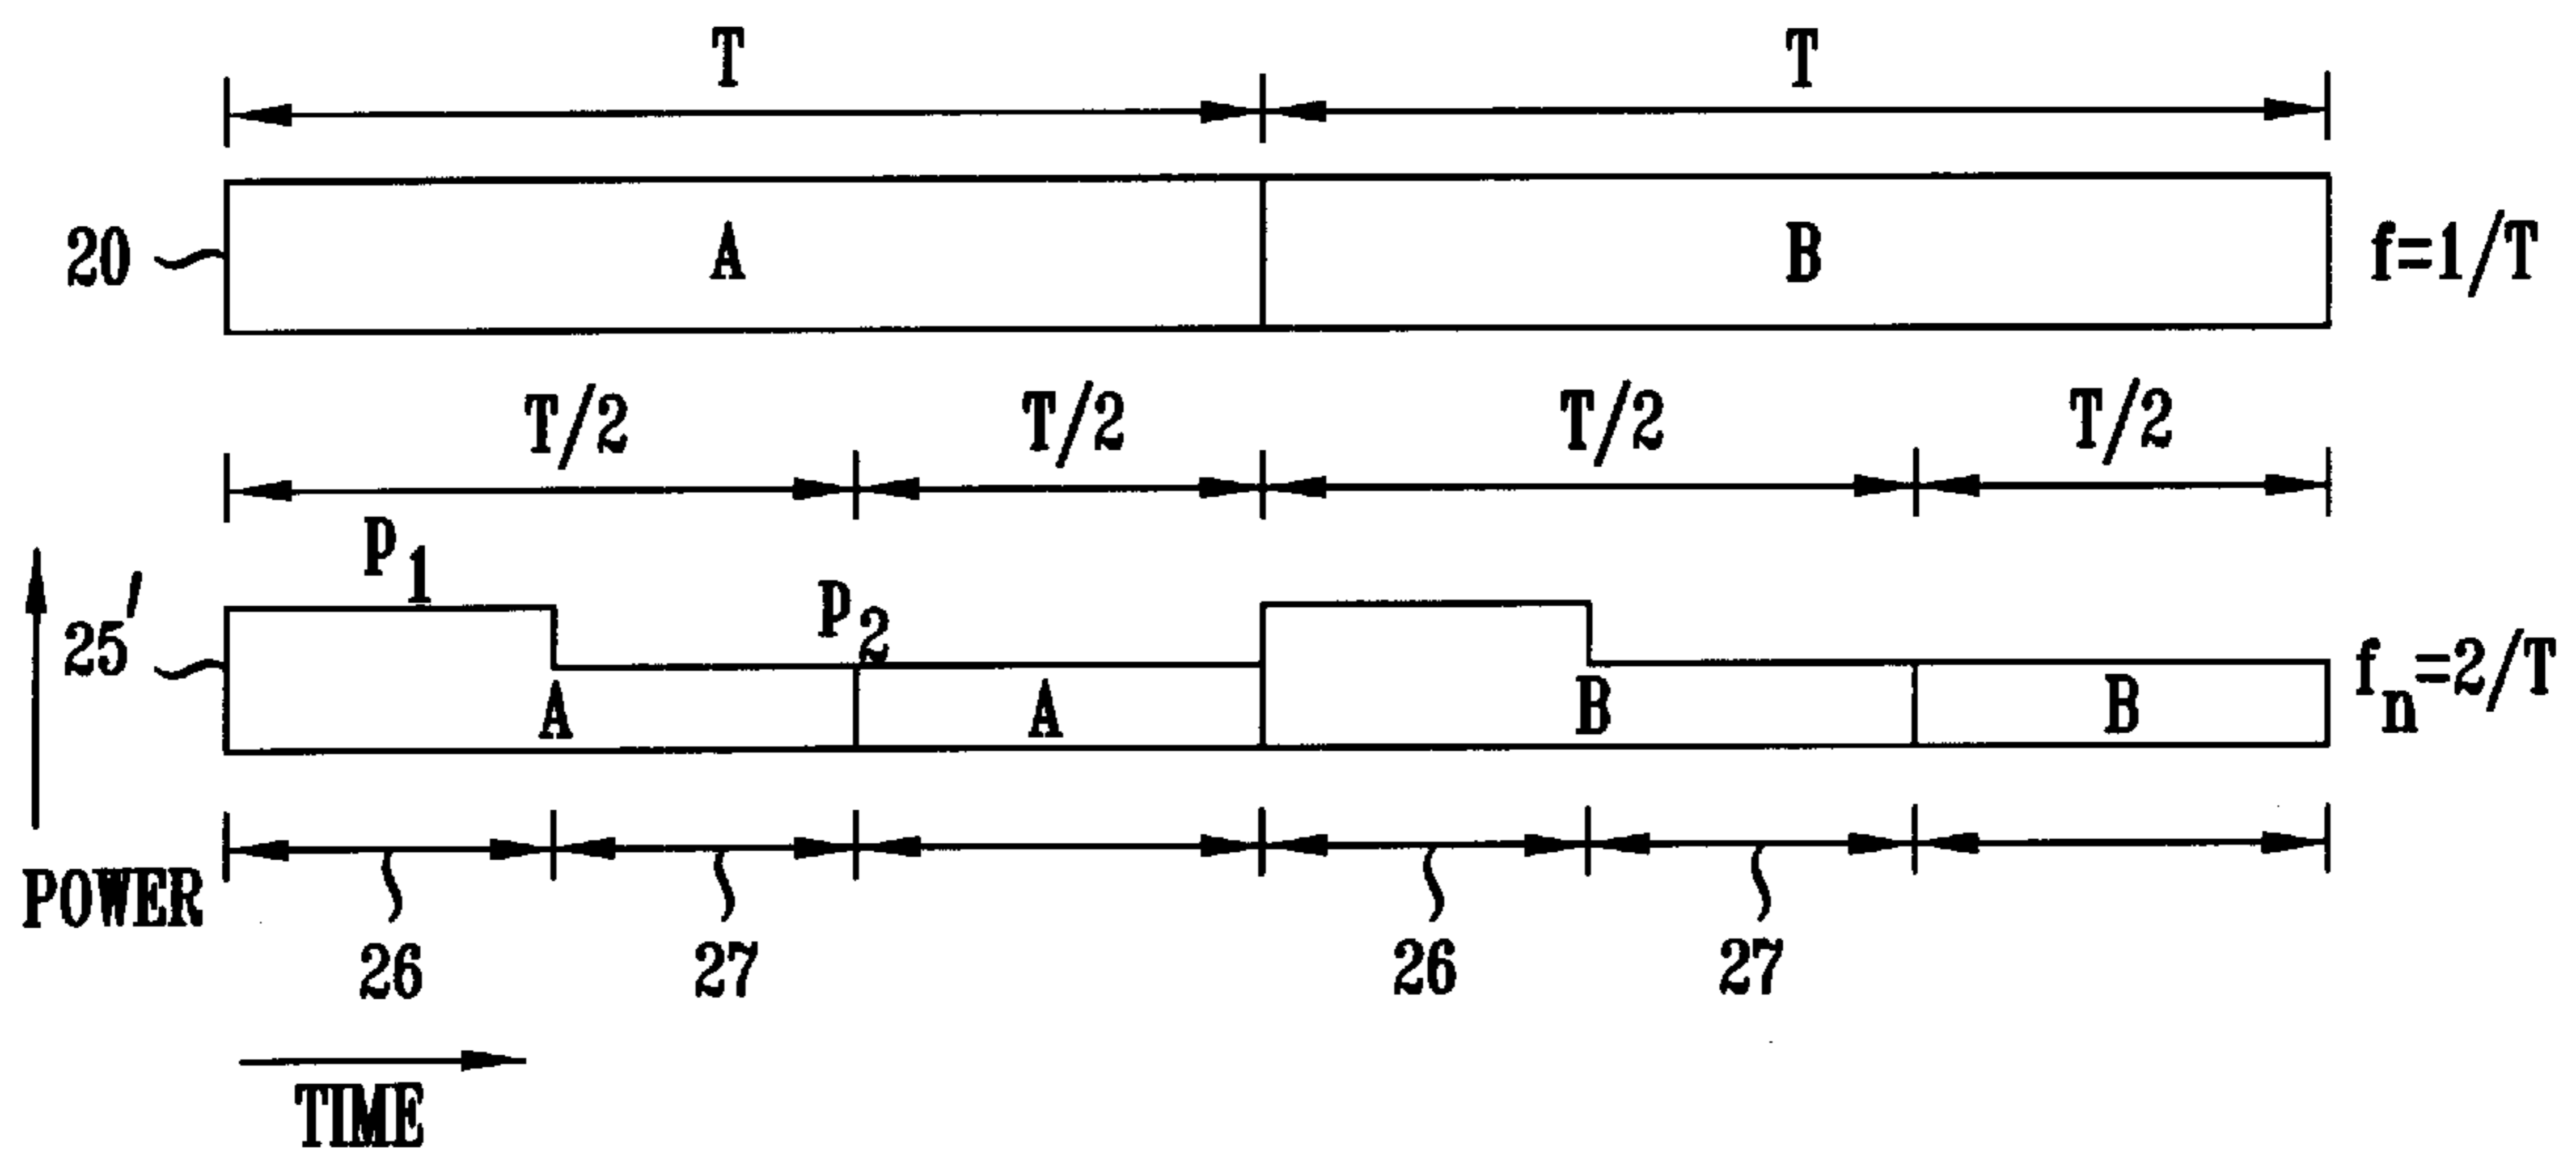 T T
20 A B f=1/T
T/2 T/2 T/2 T/2
P1
P2
25' A A B B fn=2/T
POWER
26 27 26 27
TIME